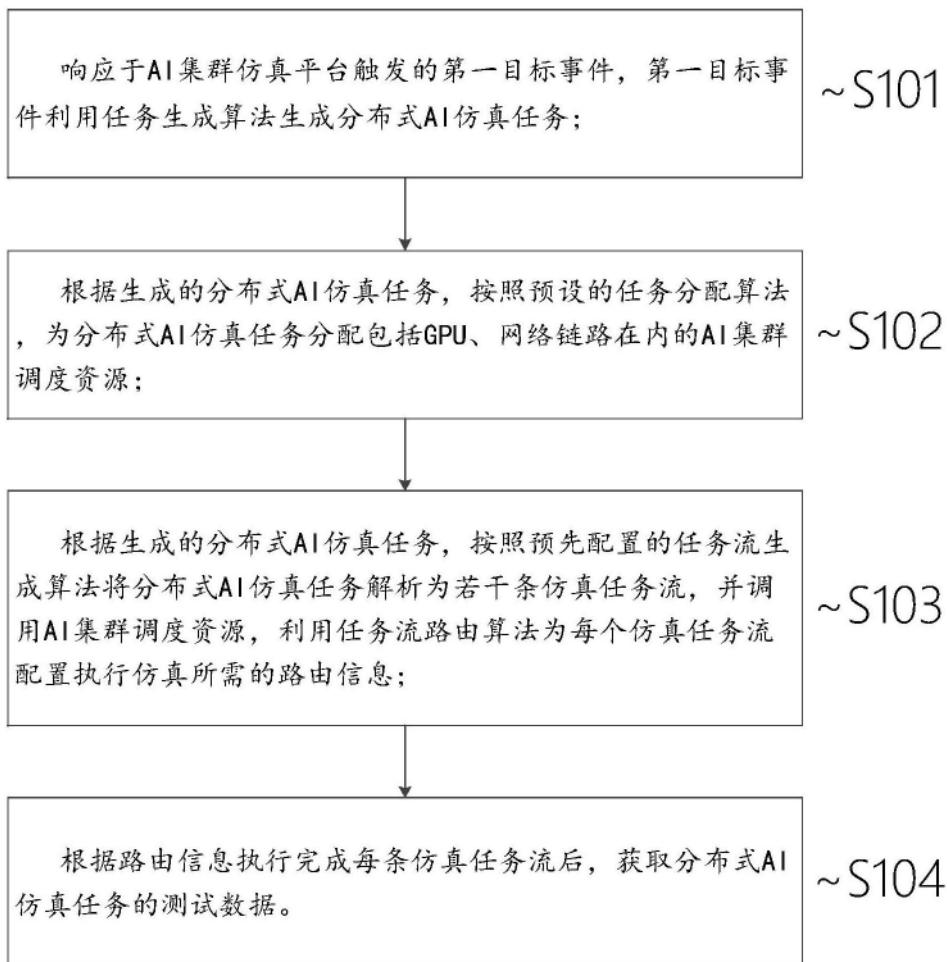 响应于AI集群仿真平台触发的第一目标事件，第一目标事
件利用任务生成算法生成分布式AI仿真任务；
~S101
根据生成的分布式AI仿真任务，按照预设的任务分配算法
，为分布式AI仿真任务分配包括GPU、网络链路在内的AI集群
调度资源；
~S102
根据生成的分布式AI仿真任务，按照预先配置的任务流生
成算法将分布式AI仿真任务解析为若干条仿真任务流，并调
用AI集群调度资源，利用任务流路由算法为每个仿真任务流
配置执行仿真所需的路由信息；
~S103
根据路由信息执行完成每条仿真任务流后，获取分布式AI
仿真任务的测试数据。
~S104